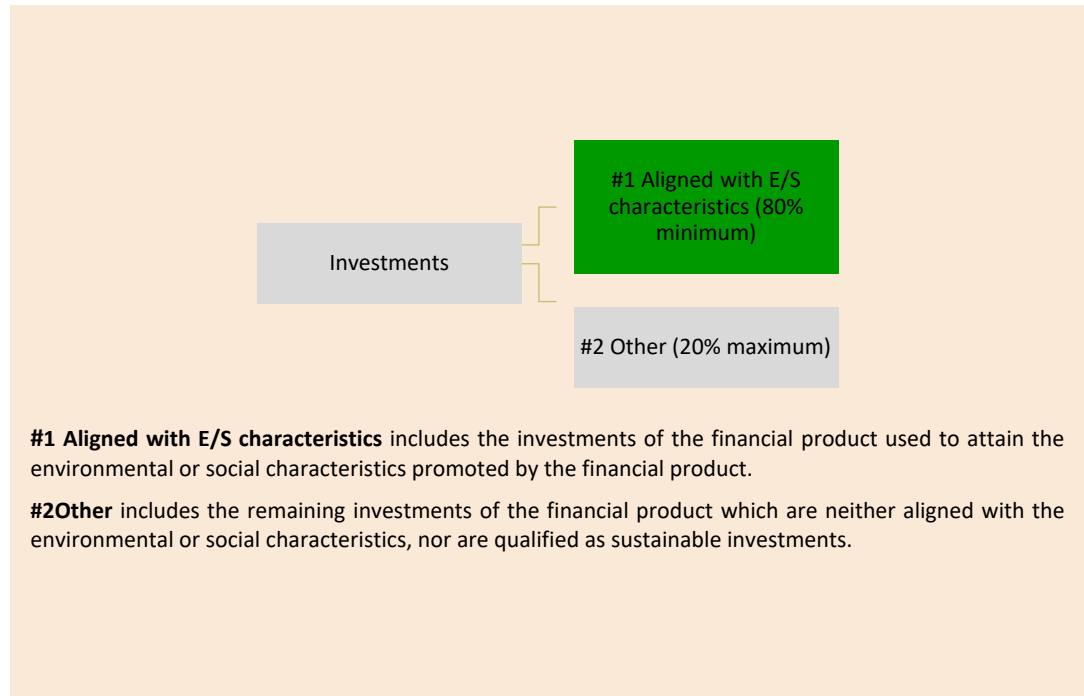 #1 Aligned with E/S
characteristics (80%
minimum)
Investments
#2 Other (20% maximum)
#1 Aligned with E/S characteristics includes the investments of the financial product used to attain the
environmental or social characteristics promoted by the financial product.
#2Other includes the remaining investments of the financial product which are neither aligned with the
environmental or social characteristics, nor are qualified as sustainable investments.